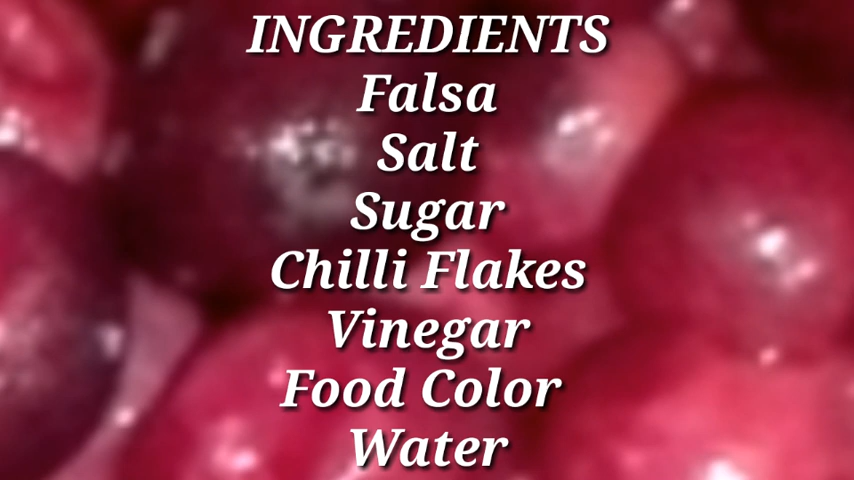 INGREDIENTS
Falsa
Salt
Sugar
Chilli Flakes
Vinegar
Food Color
Water